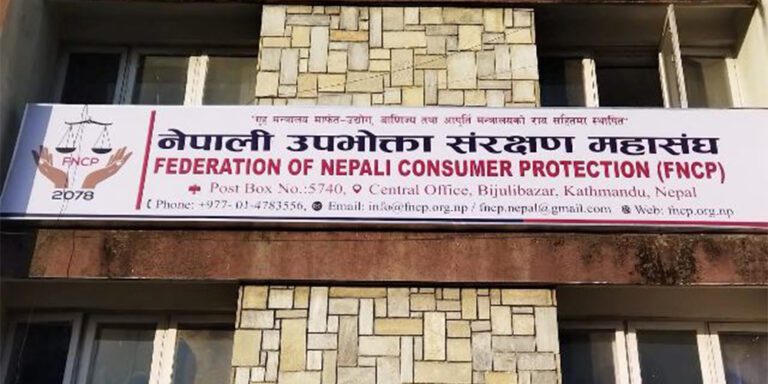 "गृह मन्त्रालय मार्फत-उद्योग, बाणिज्य तथा आपूर्ति मन्त्रालयको राय सहितमा स्थापित"
नेपाली उपभोक्ता संरक्षण महासंघ
FEDERATION OF NEPALI CONSUMER PROTECTION (FNCP)
Post Box No.:5740, Central Office, Bijulibazar, Kathmandu, Nepal
Phone: +977- 01-4783556, Email: info@fncp.org.np / fncp.nepal@gmail.com Web: fncp.org.np
FNCP
2078